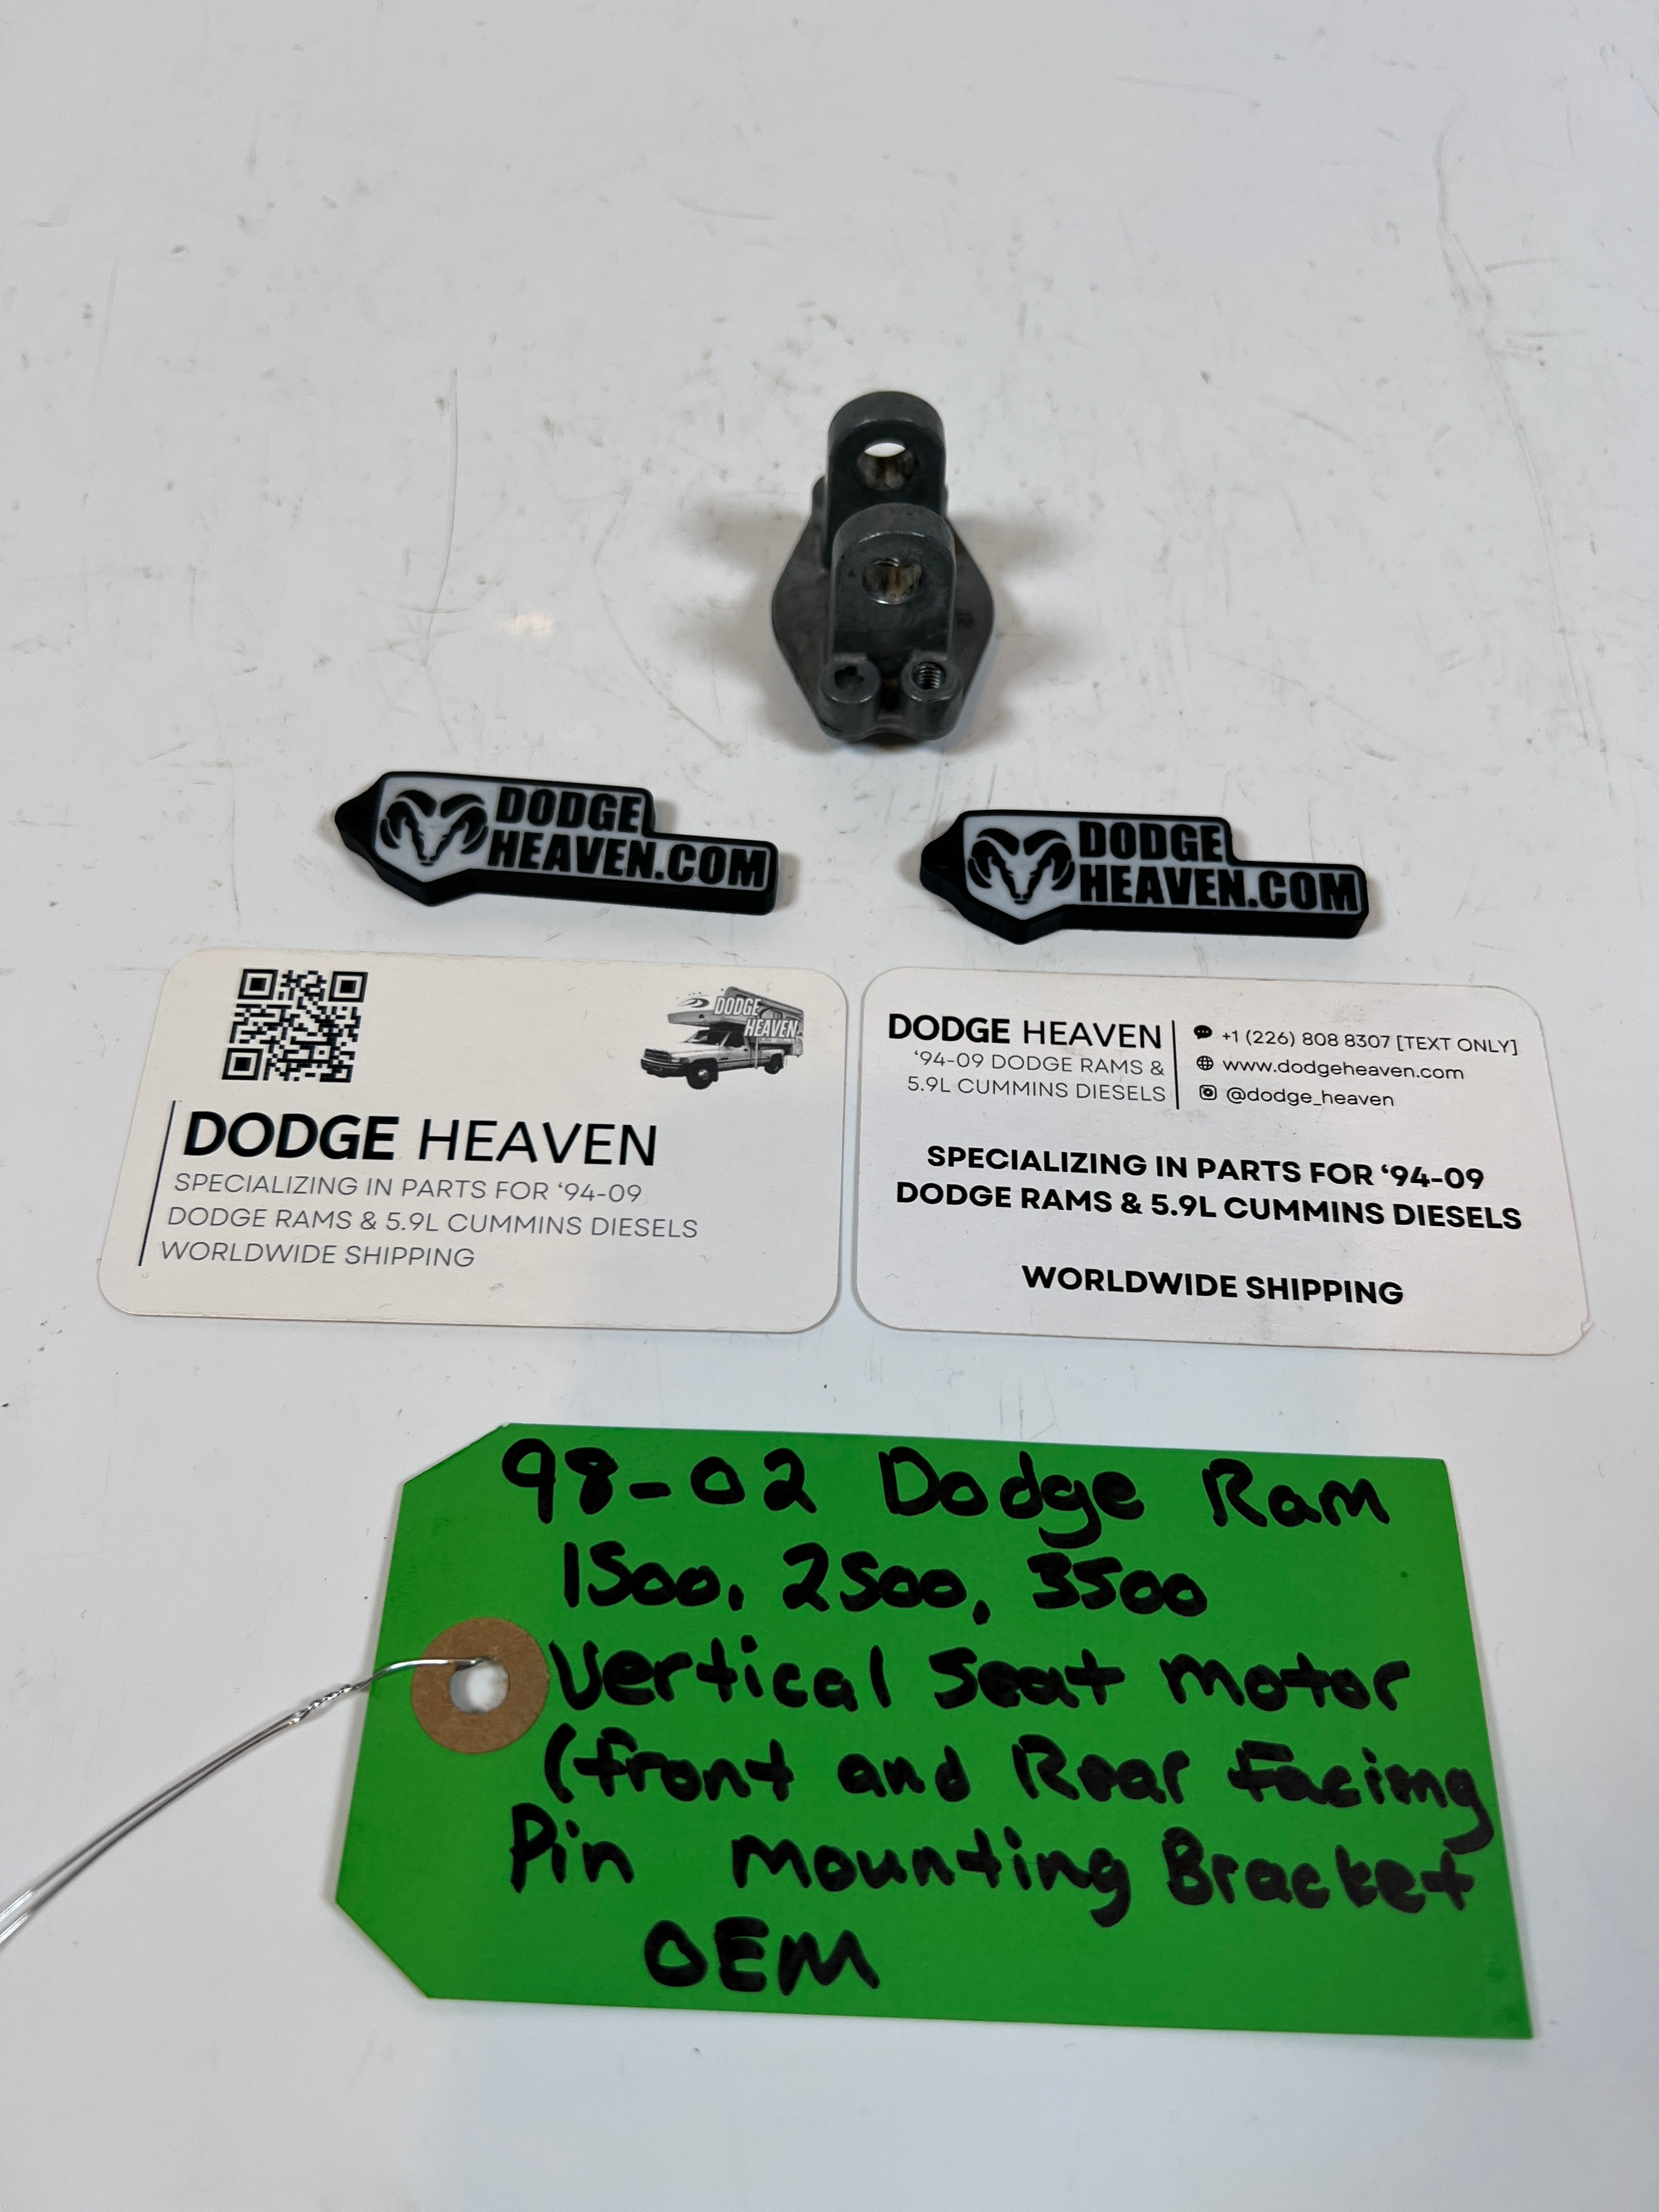 DODGE
HEAVEN.COM
DODGE
HEAVEN.COM
DODGE
HEAVEN
DODGE HEAVEN
SPECIALIZING IN PARTS FOR ‘94-09
DODGE RAMS & 5.9L CUMMINS DIESELS
WORLDWIDE SHIPPING
DODGE HEAVEN
‘94-09 DODGE RAMS &
5.9L CUMMINS DIESELS
+1 (226) 808 8307 [TEXT ONLY]
www.dodgeheaven.com
@dodge_heaven
SPECIALIZING IN PARTS FOR ‘94-09
DODGE RAMS & 5.9L CUMMINS DIESELS
WORLDWIDE SHIPPING
98-02 Dodge Ram
1500, 2500, 3500
Vertical Seat Motor
(front and Rear Facing
Pin Mounting Bracket
OEM